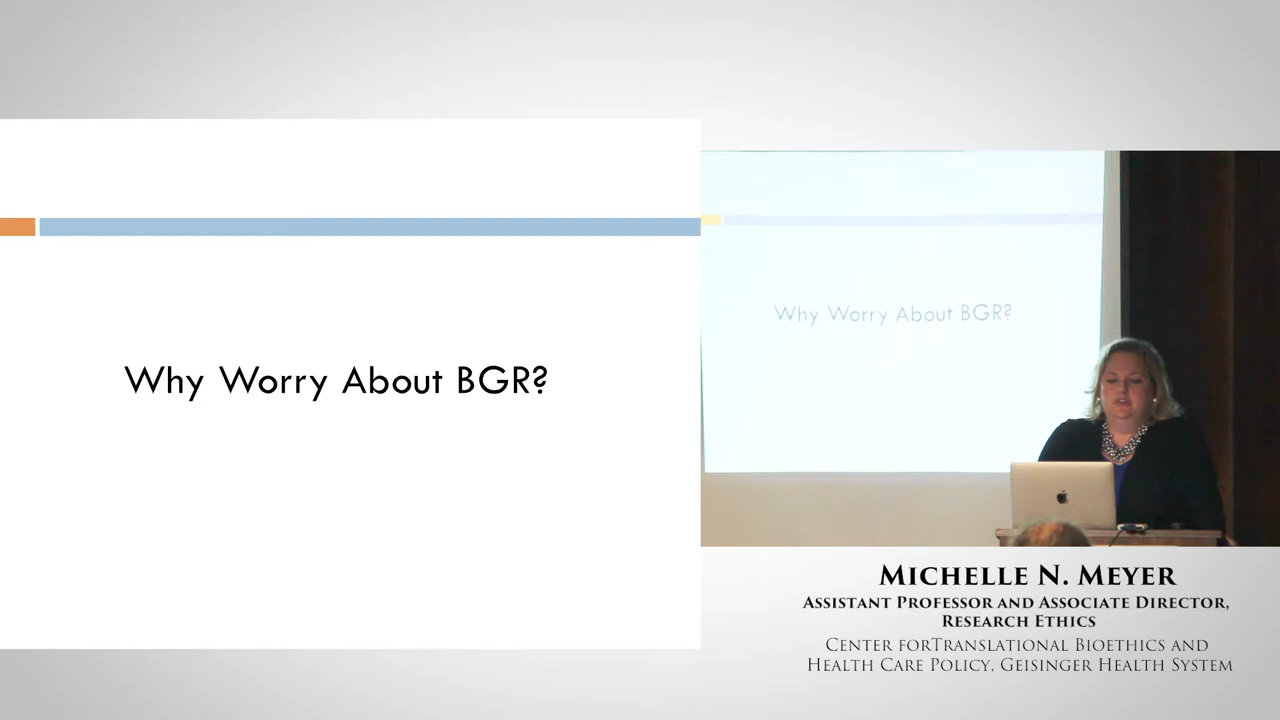 Why Worry About BGR?
Why Worry About BGR?
MICHELLE N. MEYER
ASSISTANT PROFESSOR AND ASSOCIATE DIRECTOR,
RESEARCH ETHICS
CENTER FORTRANSLATIONAL BIOETHICS AND
HEALTH CARE POLICY, GEISINGER HEALTH SYSTEM